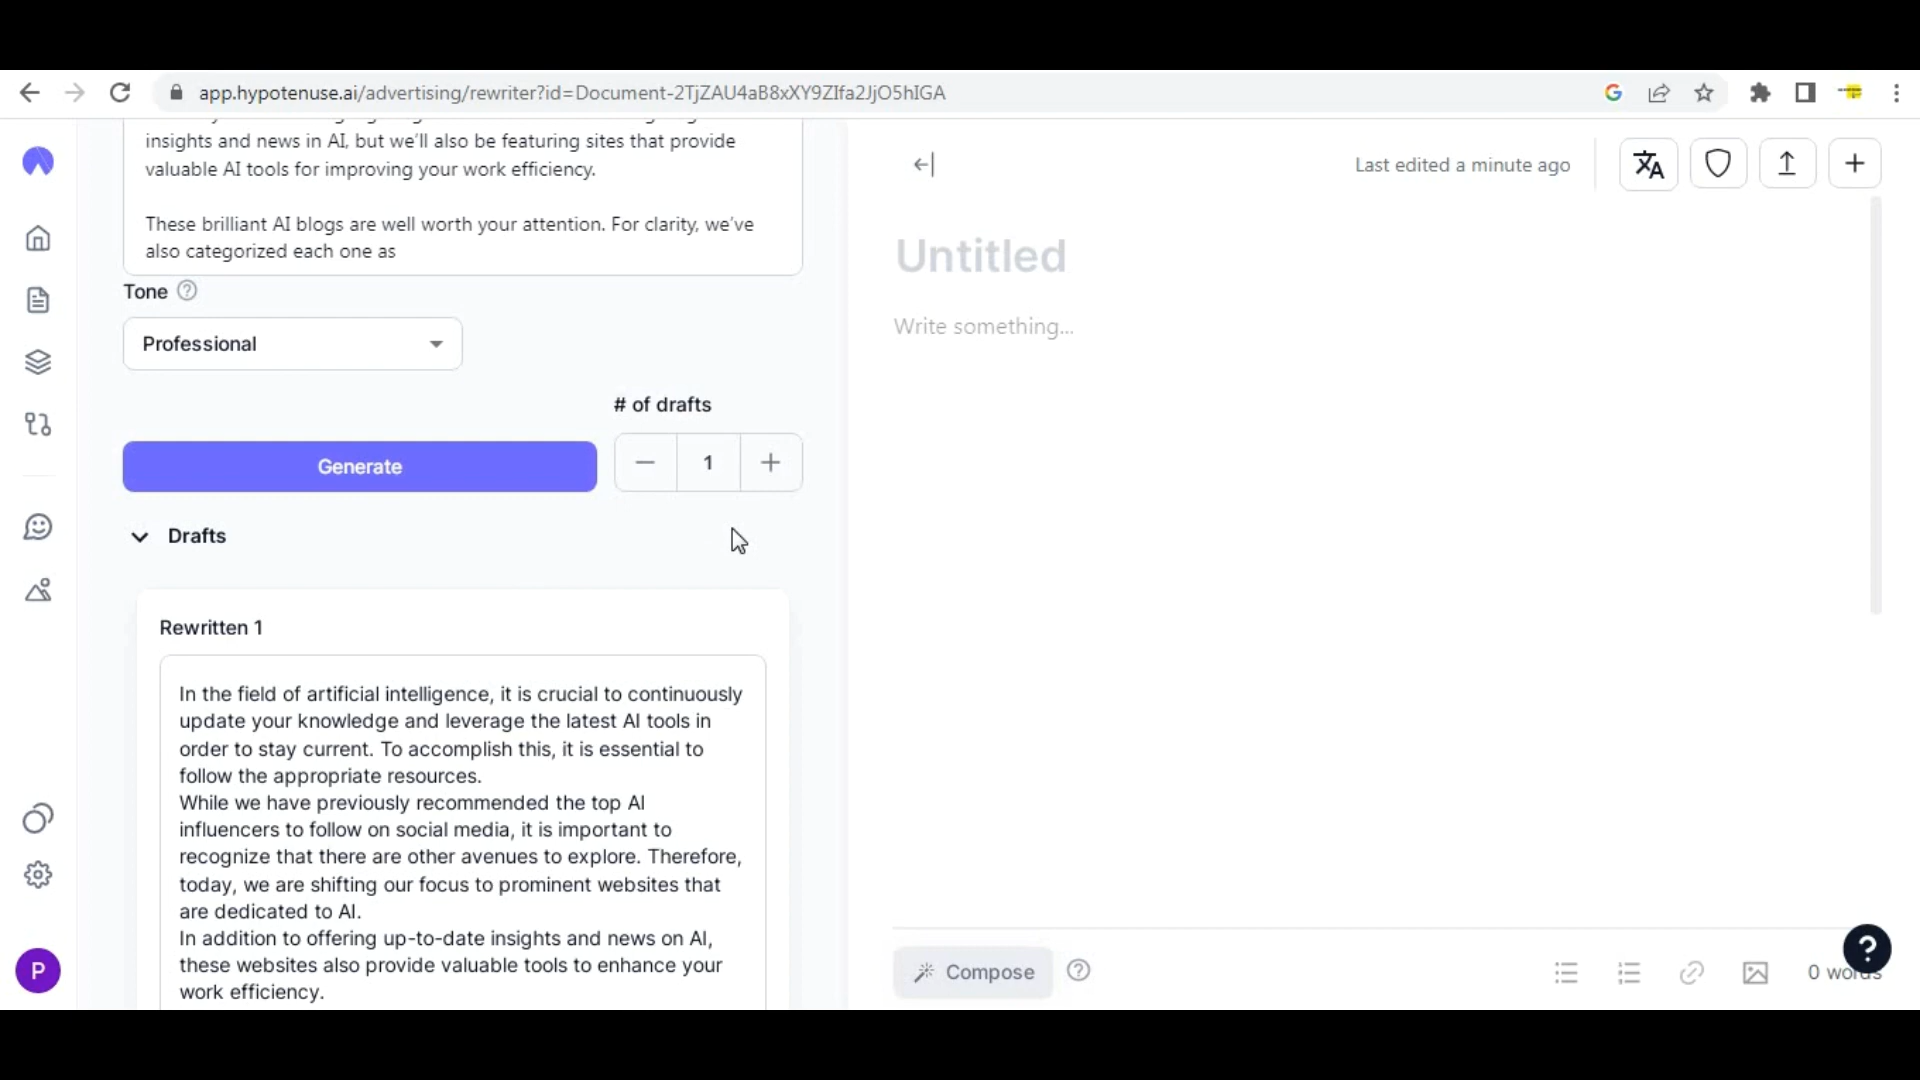 app.hypotenuse.ai/advertising/rewriter?id=Document-2TjZAU4aB8xXY9ZIfa2JjO5hIGA
insights and news in AI, but we'll also be featuring sites that provide
valuable AI tools for improving your work efficiency.
These brilliant AI blogs are well worth your attention. For clarity, we've
also categorized each one as
Tone ?
Professional
# of drafts
Generate
− 1 +
Drafts
Rewritten 1
In the field of artificial intelligence, it is crucial to continuously
update your knowledge and leverage the latest AI tools in
order to stay current. To accomplish this, it is essential to
follow the appropriate resources.
While we have previously recommended the top AI
influencers to follow on social media, it is important to
recognize that there are other avenues to explore. Therefore,
today, we are shifting our focus to prominent websites that
are dedicated to AI.
In addition to offering up-to-date insights and news on AI,
these websites also provide valuable tools to enhance your
work efficiency.
P
Last edited a minute ago
Untitled
Write something...
Compose ?
0 words
?